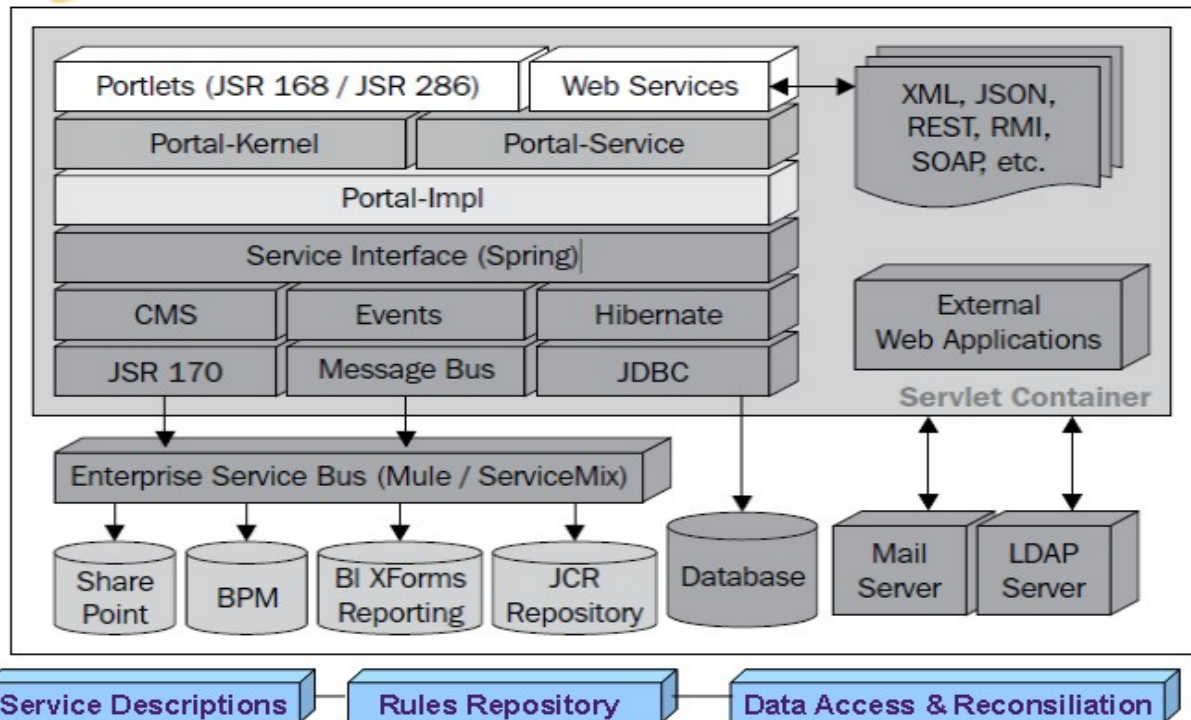 Portlets (JSR 168 / JSR 286)
Web Services
XML, JSON,
REST, RMI,
SOAP, etc.
Portal-Kernel
Portal-Service
Portal-Impl
Service Interface (Spring)
CMS
Events
Hibernate
External
Web Applications
JSR 170
Message Bus
JDBC
Servlet Container
Enterprise Service Bus (Mule / ServiceMix)
Share
Point
BPM
BI XForms
Reporting
JCR
Repository
Database
Mail
Server
LDAP
Server
Service Descriptions
Rules Repository
Data Access & Reconsiliation